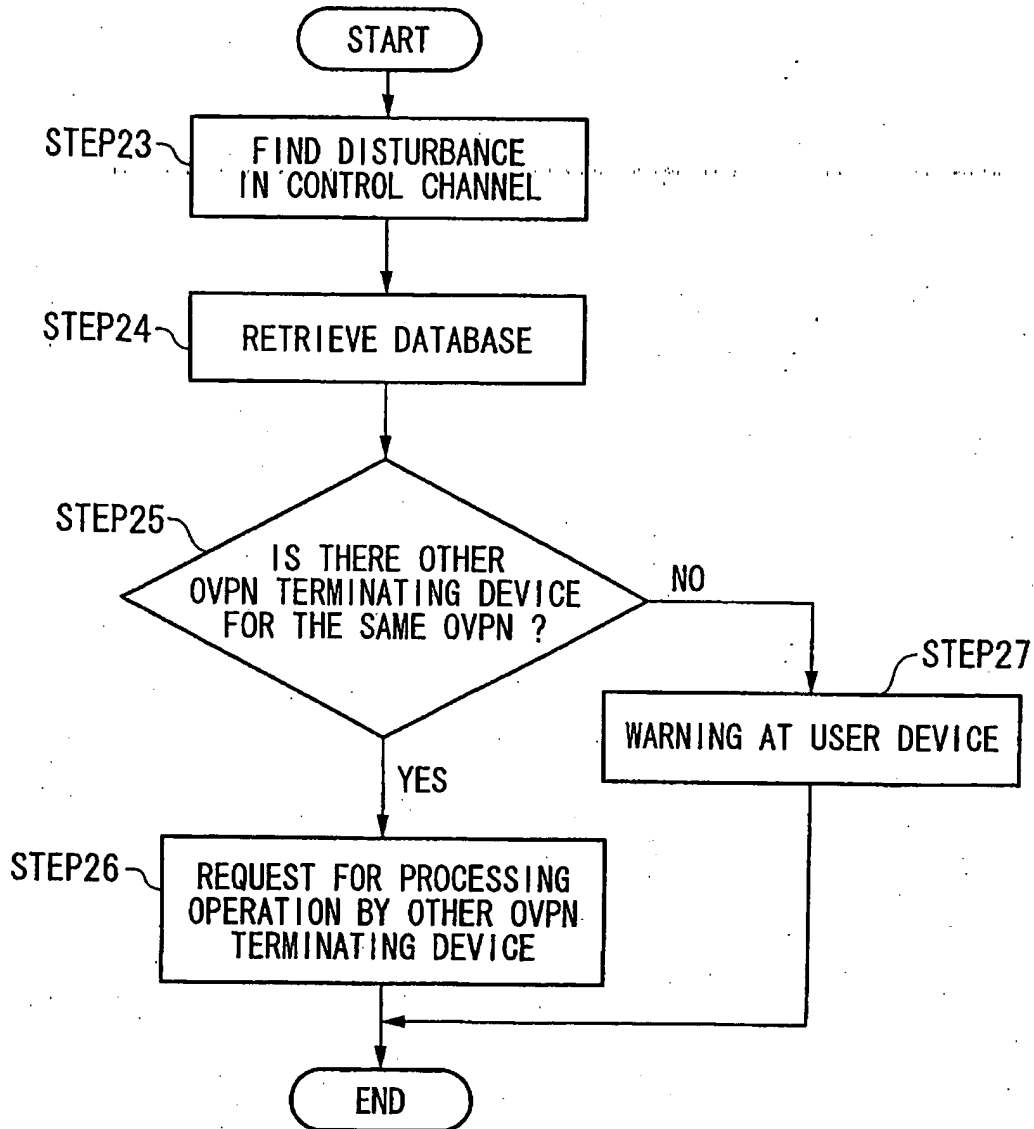 START
STEP23
FIND DISTURBANCE
IN CONTROL CHANNEL
STEP24
RETRIEVE DATABASE
STEP25
IS THERE OTHER
OVPN TERMINATING DEVICE
FOR THE SAME OVPN ?
NO
STEP27
WARNING AT USER DEVICE
YES
STEP26
REQUEST FOR PROCESSING
OPERATION BY OTHER OVPN
TERMINATING DEVICE
END